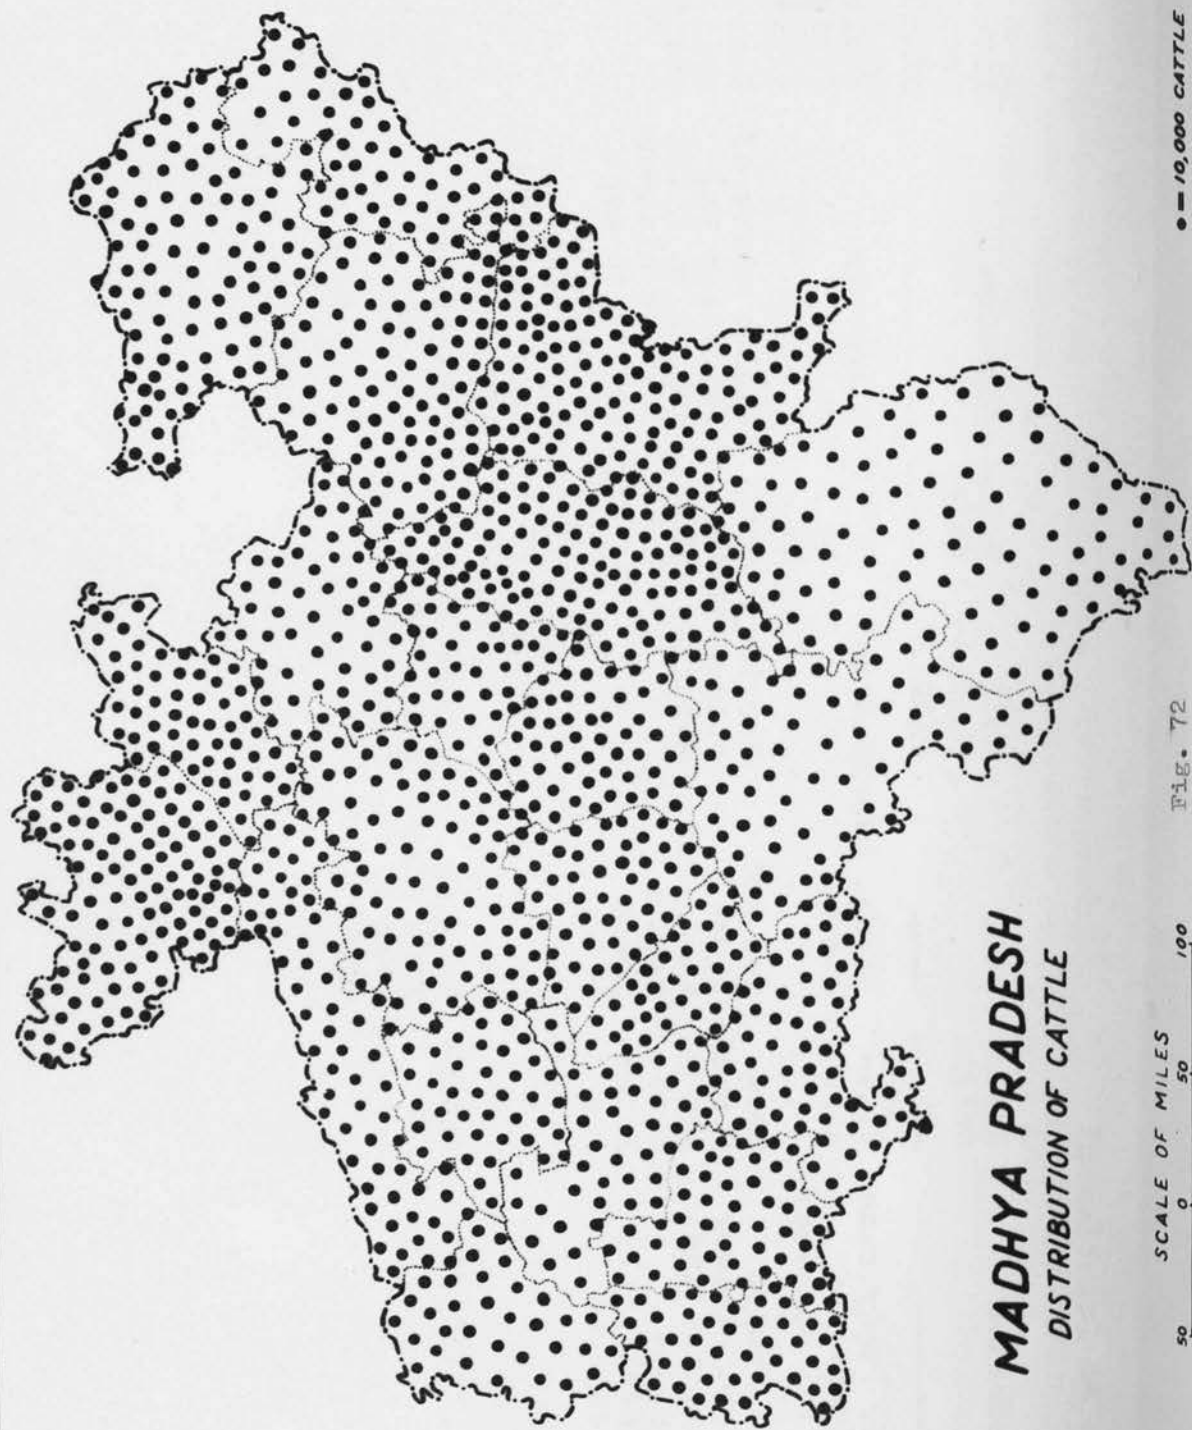 MADHYA PRADESH
DISTRIBUTION OF CATTLE
SCALE OF MILES
50 0 50 100
Fig. 72
• = 10,000 CATTLE